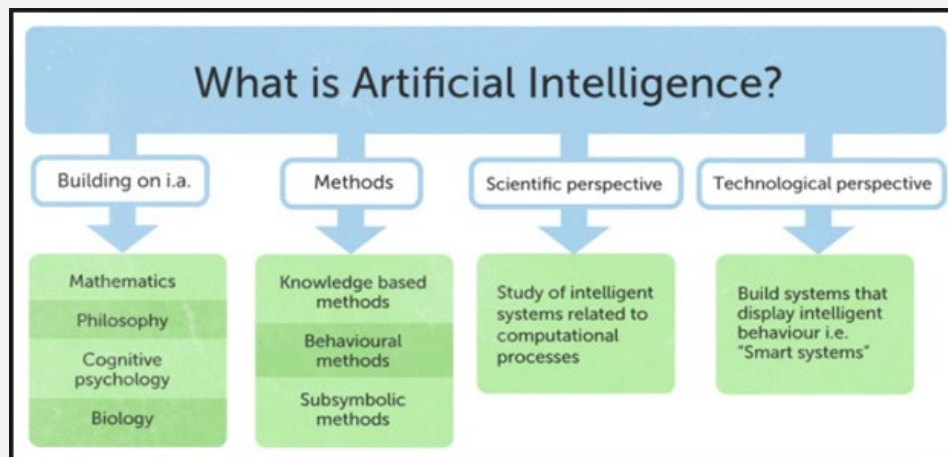 What is Artificial Intelligence?
Building on i.a.
Methods
Scientific perspective
Technological perspective
Mathematics
Philosophy
Cognitive
psychology
Biology
Knowledge based
methods
Behavioural
methods
Subsymbolic
methods
Study of intelligent
systems related to
computational
processes
Build systems that
display intelligent
behaviour i.e.
“Smart systems”